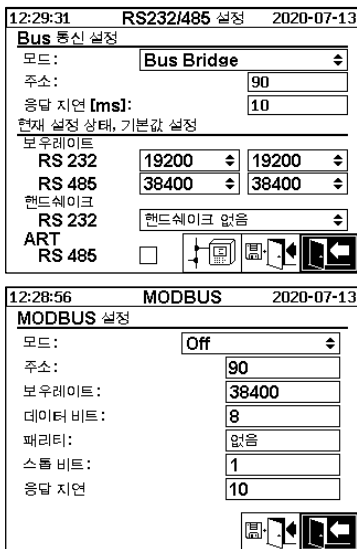 12:29:31 RS232/485 설정 2020-07-13
Bus 통신 설정
모드: Bus Bridge
주소: 90
응답 지연 [ms]: 10
현재 설정 상태, 기본값 설정
보우레이트
RS 232 19200 19200
RS 485 38400 38400
핸드쉐이크
RS 232 핸드쉐이크 없음
ART
RS 485
12:28:56 MODBUS 2020-07-13
MODBUS 설정
모드: Off
주소: 90
보우레이트: 38400
데이터 비트: 8
패리티: 없음
스톱 비트: 1
응답 지연 10